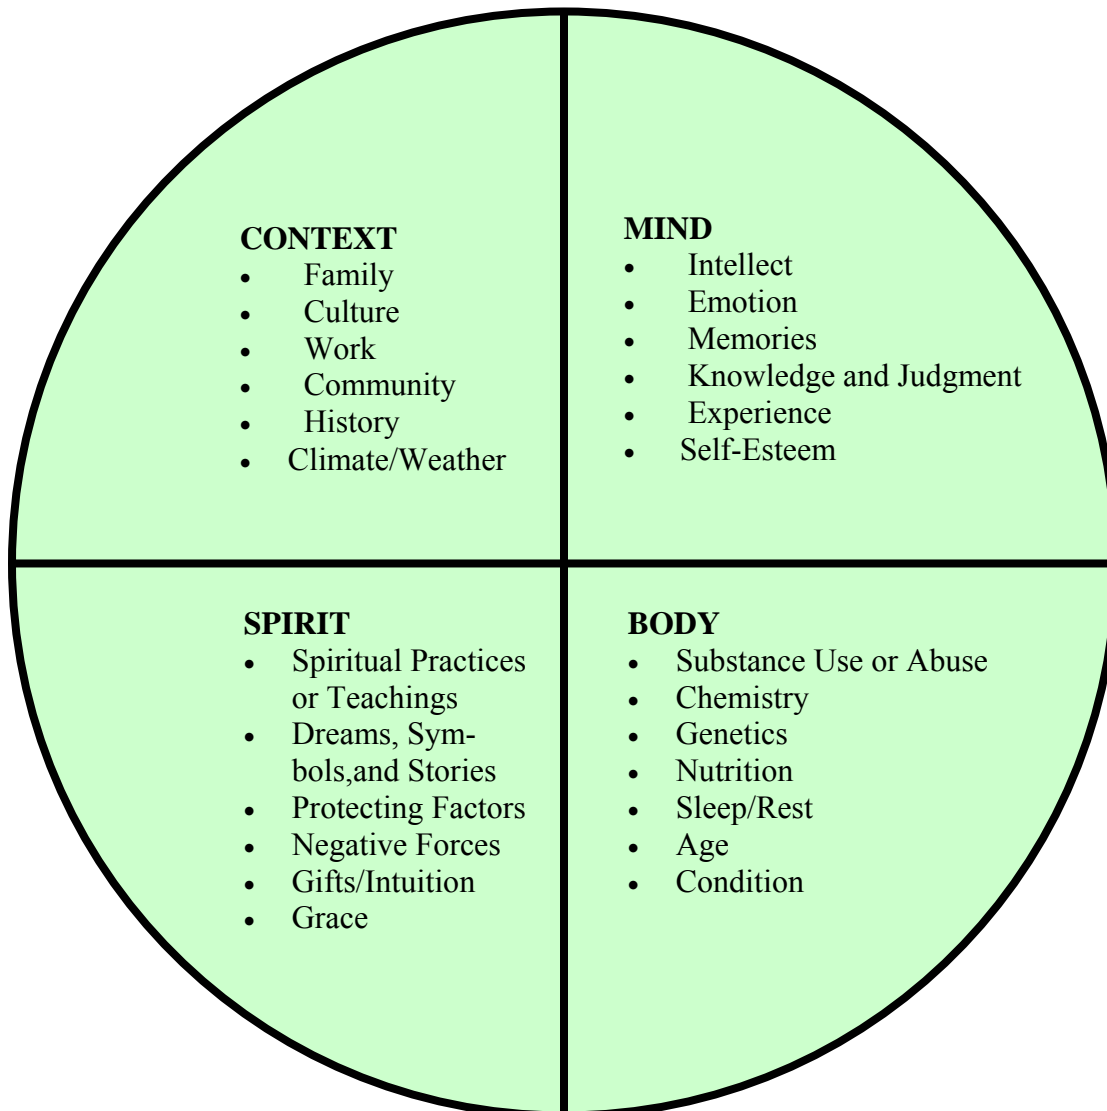 CONTEXT
• Family
• Culture
• Work
• Community
• History
• Climate/Weather
MIND
• Intellect
• Emotion
• Memories
• Knowledge and Judgment
• Experience
• Self-Esteem
SPIRIT
• Spiritual Practices
or Teachings
• Dreams, Sym-
bols,and Stories
• Protecting Factors
• Negative Forces
• Gifts/Intuition
• Grace
BODY
• Substance Use or Abuse
• Chemistry
• Genetics
• Nutrition
• Sleep/Rest
• Age
• Condition